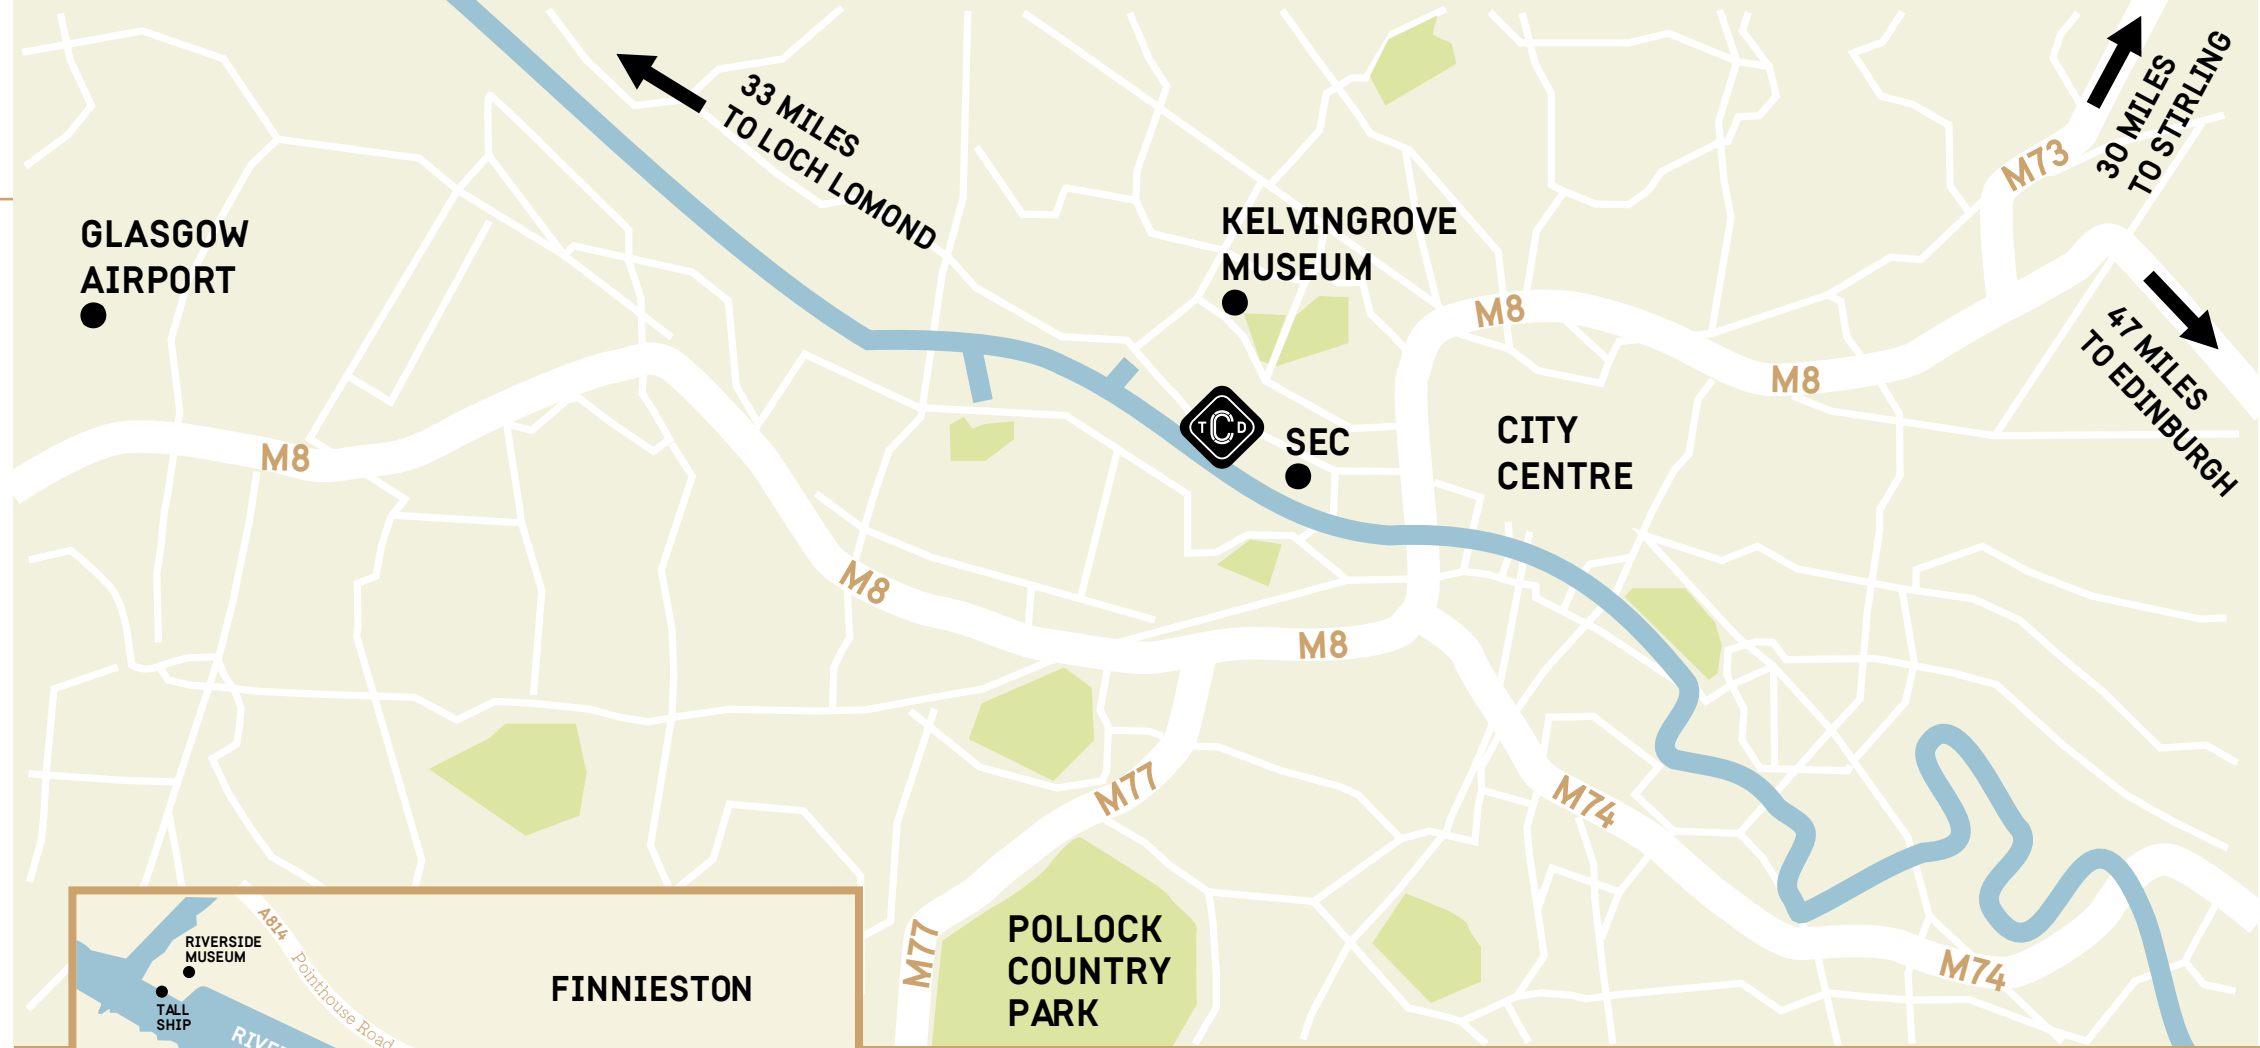 33 MILES
TO LOCH LOMOND
30 MILES
TO STIRLING
M73
GLASGOW
AIRPORT
KELVINGROVE
MUSEUM
M8
M8
47 MILES
TO EDINBURGH
T C D
SEC
CITY
CENTRE
M8
M8
M8
M77
M74
M77
POLLOCK
COUNTRY
PARK
M74
A814
Pointhouse Road
RIVERSIDE
MUSEUM
TALL
SHIP
FINNIESTON